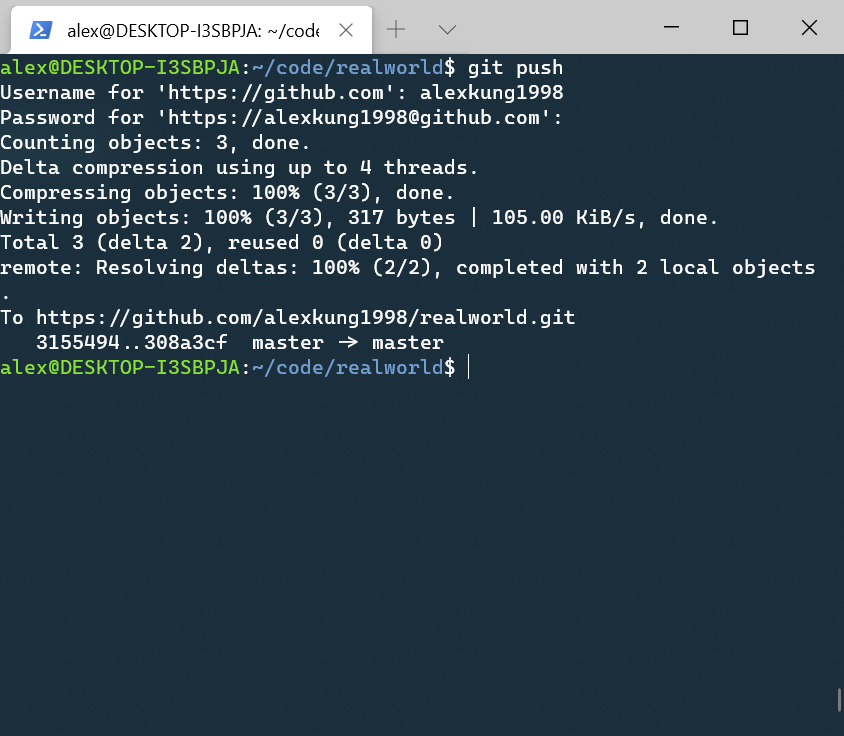 alex@DESKTOP-I3SBPJA: ~/code
alex@DESKTOP-I3SBPJA:~/code/realworld$ git push
Username for 'https://github.com': alexkung1998
Password for 'https://alexkung1998@github.com':
Counting objects: 3, done.
Delta compression using up to 4 threads.
Compressing objects: 100% (3/3), done.
Writing objects: 100% (3/3), 317 bytes | 105.00 KiB/s, done.
Total 3 (delta 2), reused 0 (delta 0)
remote: Resolving deltas: 100% (2/2), completed with 2 local objects
.
To https://github.com/alexkung1998/realworld.git
   3155494..308a3cf  master -> master
alex@DESKTOP-I3SBPJA:~/code/realworld$